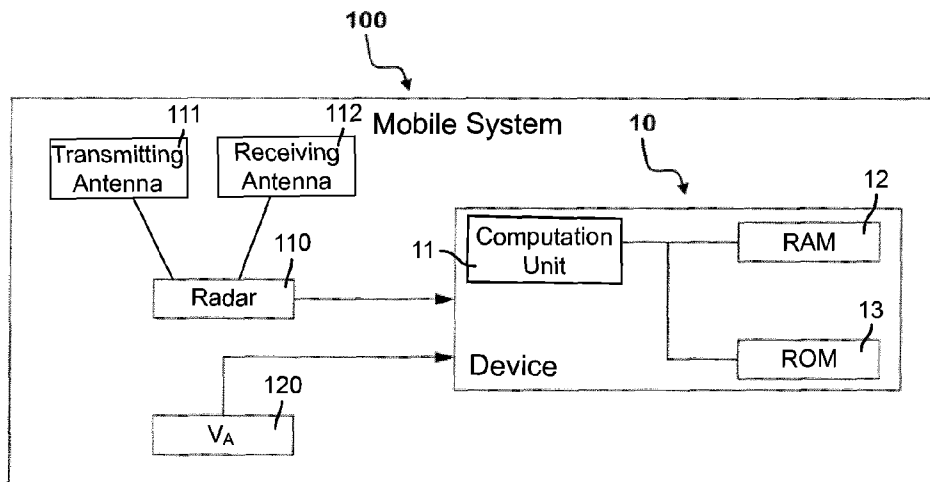 100
Mobile System
111
Transmitting
Antenna
112
Receiving
Antenna
10
110
Radar
11
Computation
Unit
12
RAM
13
ROM
Device
120
VA